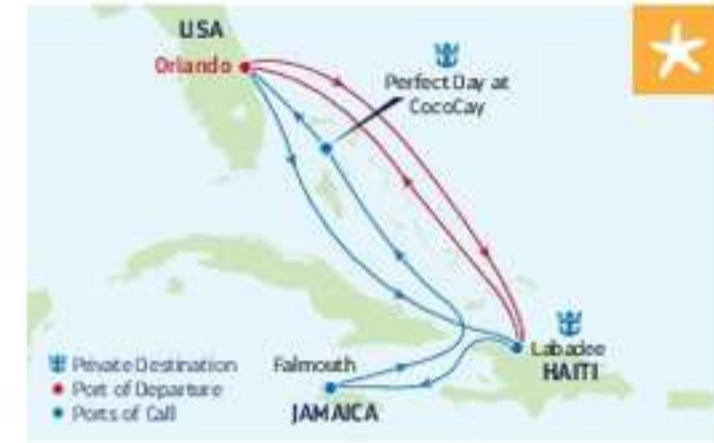 USA
Orlando
Perfect Day at
CocoCay
Labadee
HAITI
Falmouth
JAMAICA
Private Destination
Port of Departure
Ports of Call